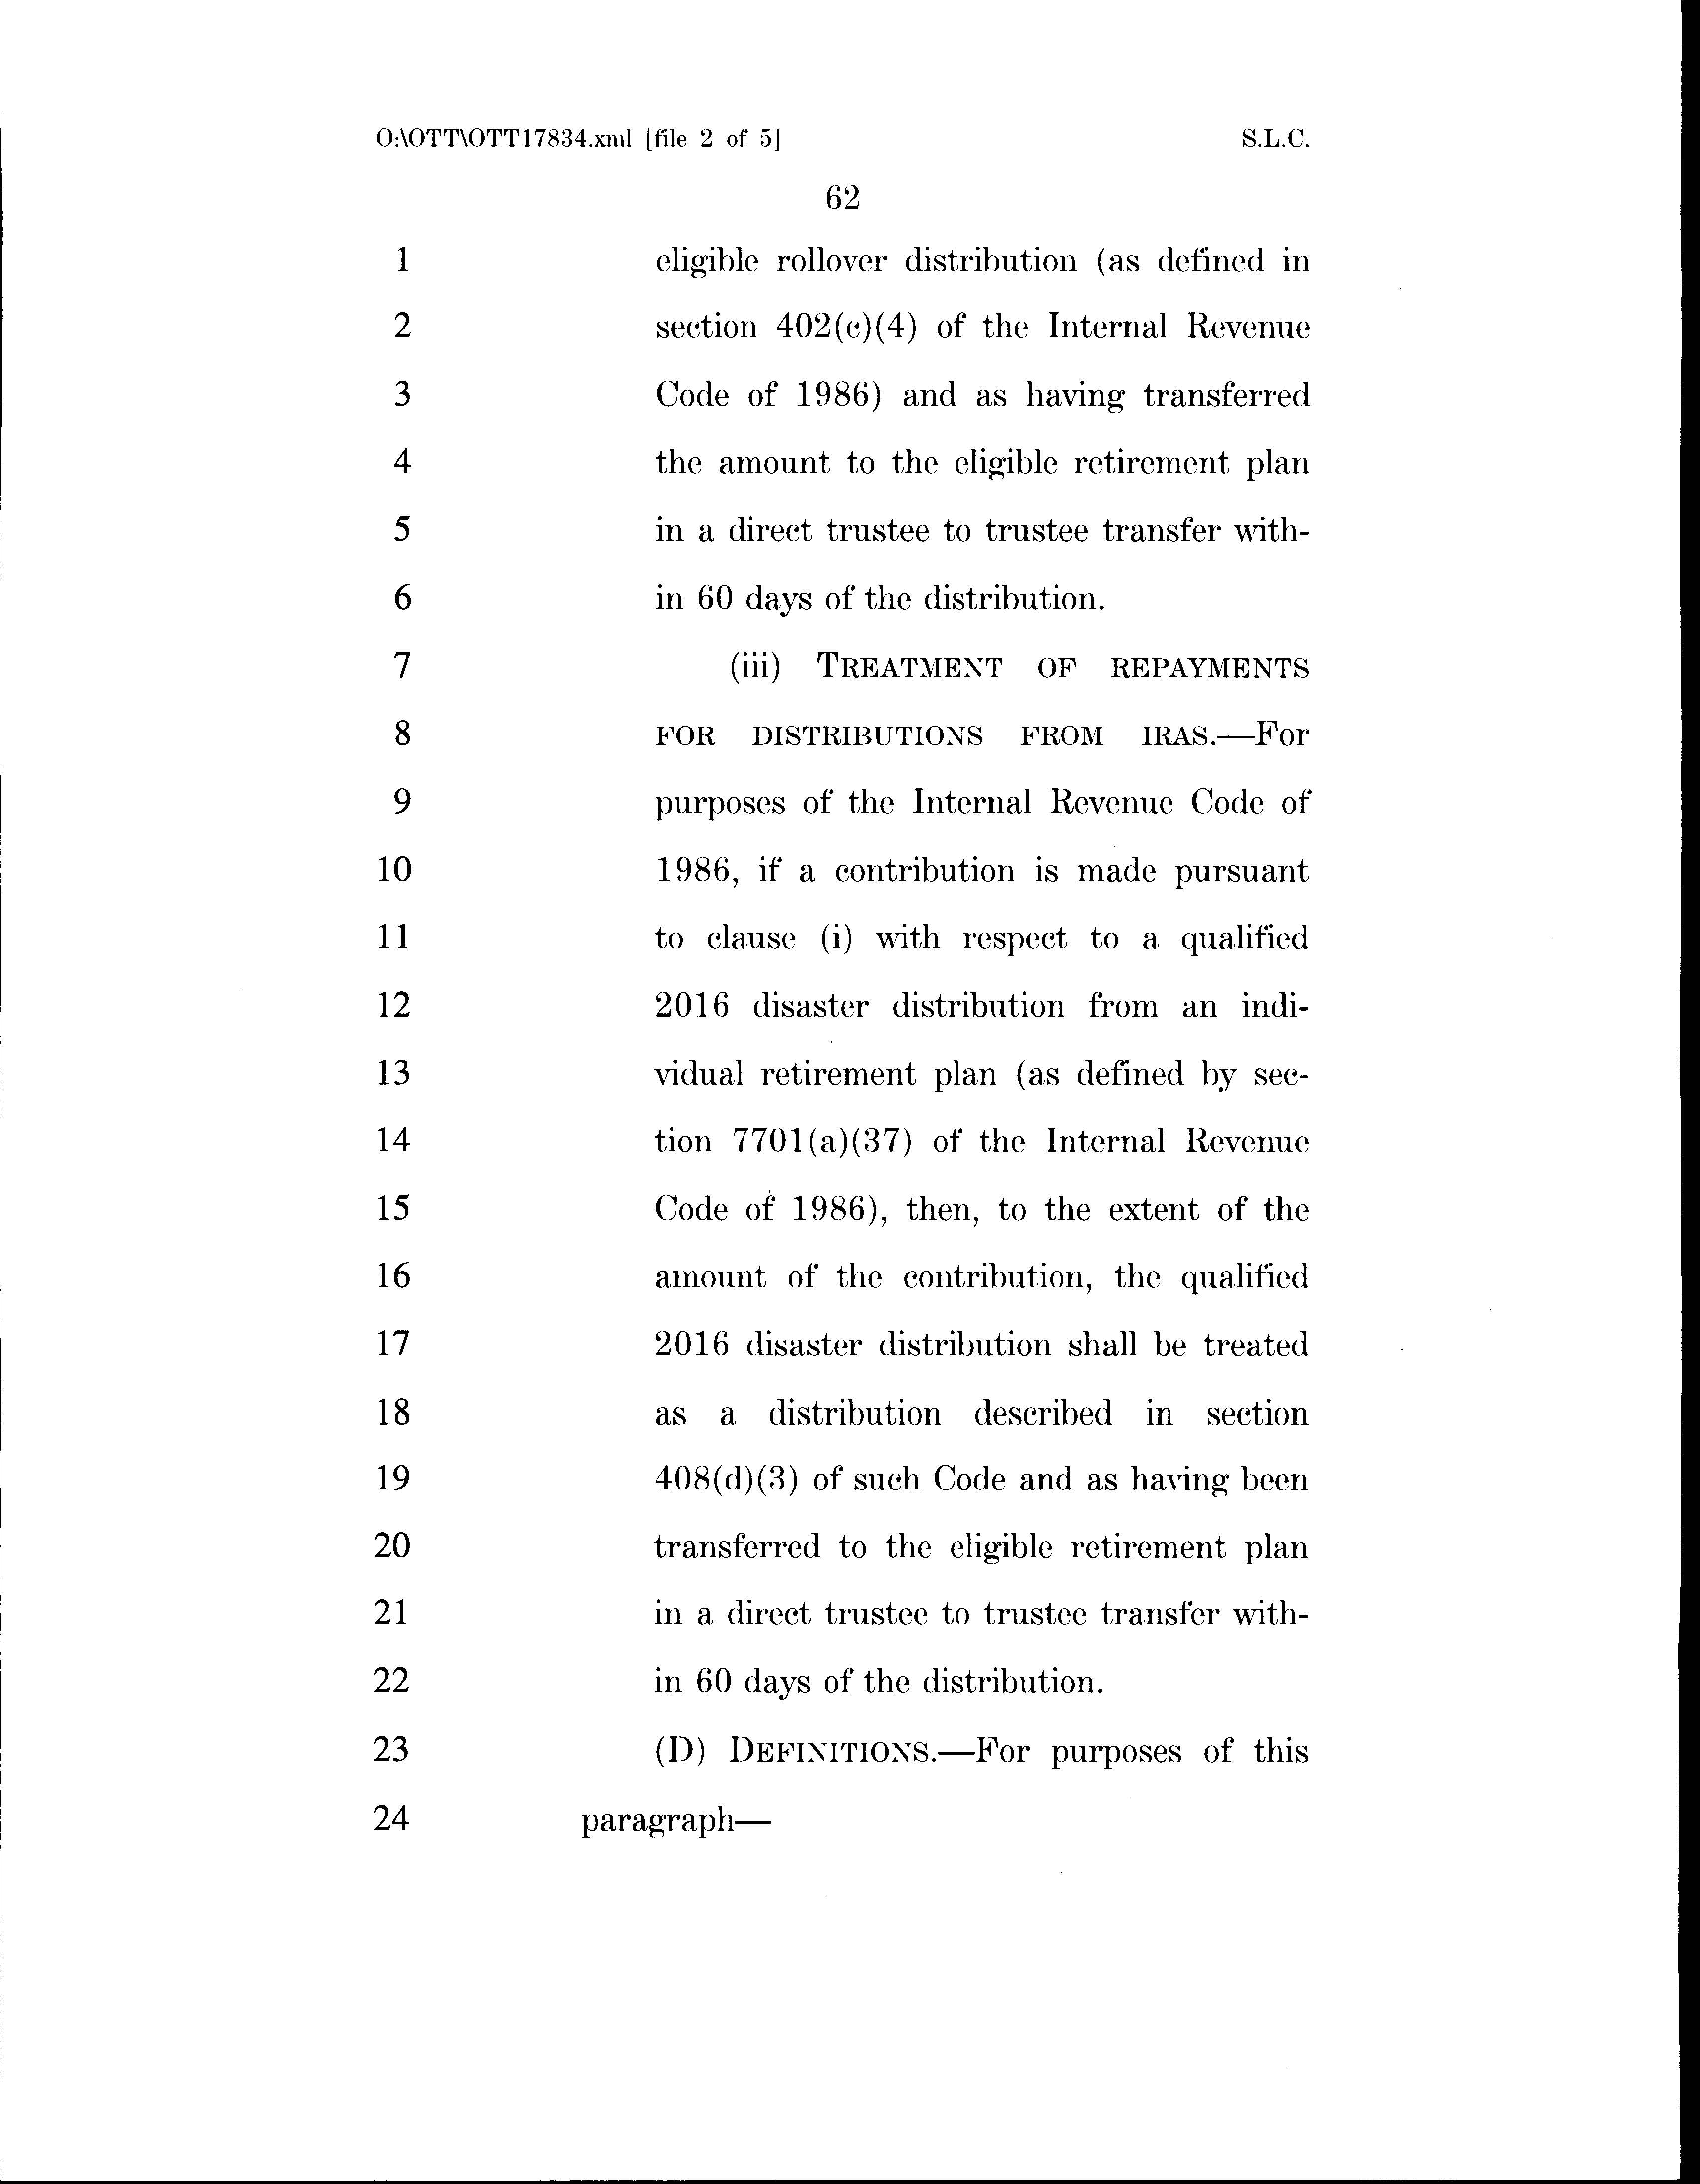 O:\OTT\OTT17834.xml [file 2 of 5] S.L.C.
62
1 eligible rollover distribution (as defined in
2 section 402(c)(4) of the Internal Revenue
3 Code of 1986) and as having transferred
4 the amount to the eligible retirement plan
5 in a direct trustee to trustee transfer with-
6 in 60 days of the distribution.
7 (iii) TREATMENT OF REPAYMENTS
8 FOR DISTRIBUTIONS FROM IRAS.—For
9 purposes of the Internal Revenue Code of
10 1986, if a contribution is made pursuant
11 to clause (i) with respect to a qualified
12 2016 disaster distribution from an indi-
13 vidual retirement plan (as defined by sec-
14 tion 7701(a)(37) of the Internal Revenue
15 Code of 1986), then, to the extent of the
16 amount of the contribution, the qualified
17 2016 disaster distribution shall be treated
18 as a distribution described in section
19 408(d)(3) of such Code and as having been
20 transferred to the eligible retirement plan
21 in a direct trustee to trustee transfer with-
22 in 60 days of the distribution.
23 (D) DEFINITIONS.—For purposes of this
24 paragraph—